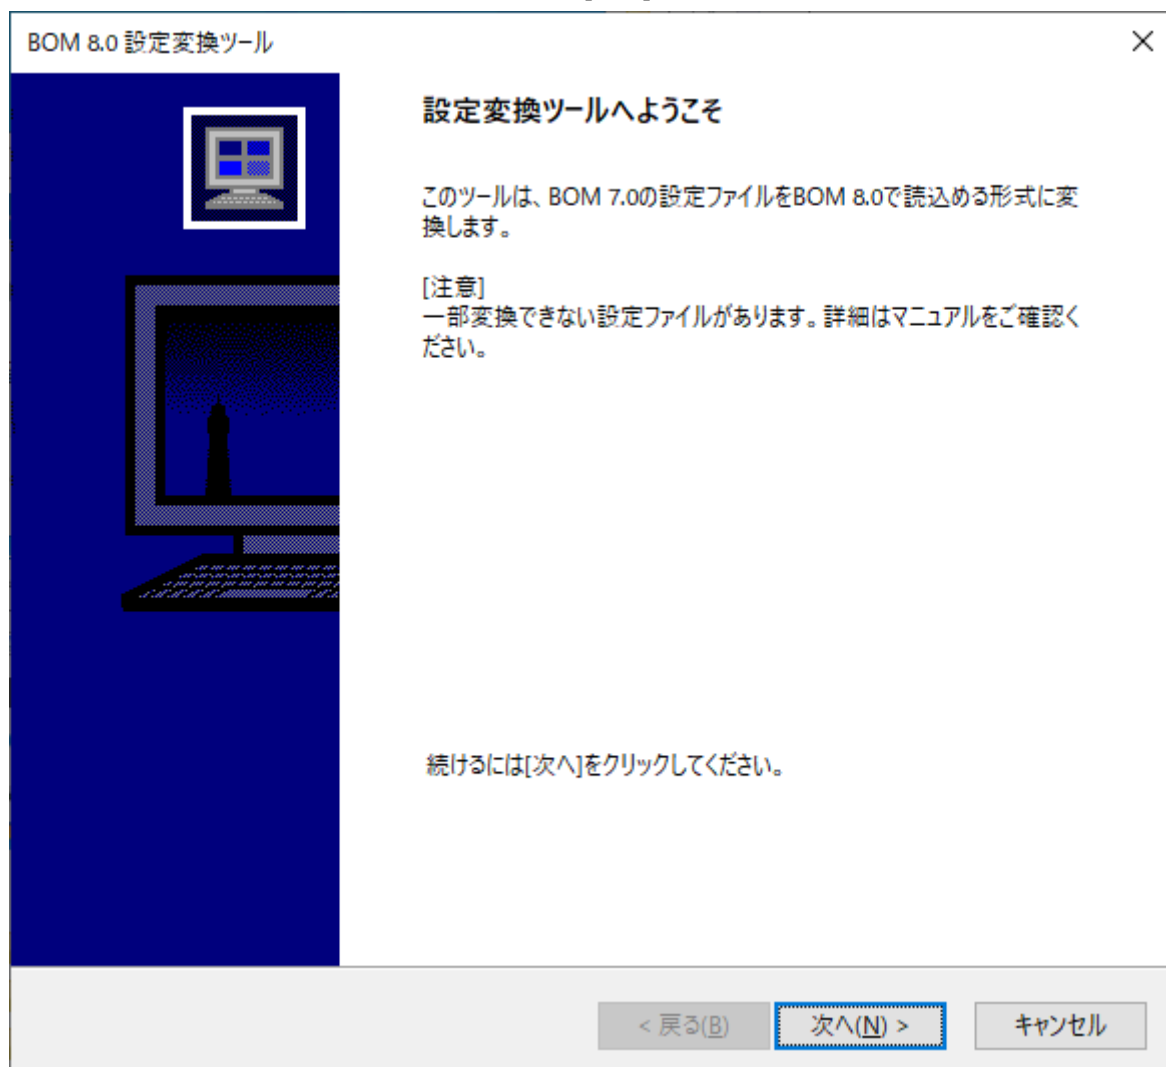 BOM 8.0 設定変換ツール
設定変換ツールへようこそ
このツールは、BOM 7.0の設定ファイルをBOM 8.0で読込める形式に変
換します。
[注意]
一部変換できない設定ファイルがあります。詳細はマニュアルをご確認く
ださい。
続けるには[次へ]をクリックしてください。
< 戻る(B)
次へ(N) >
キャンセル